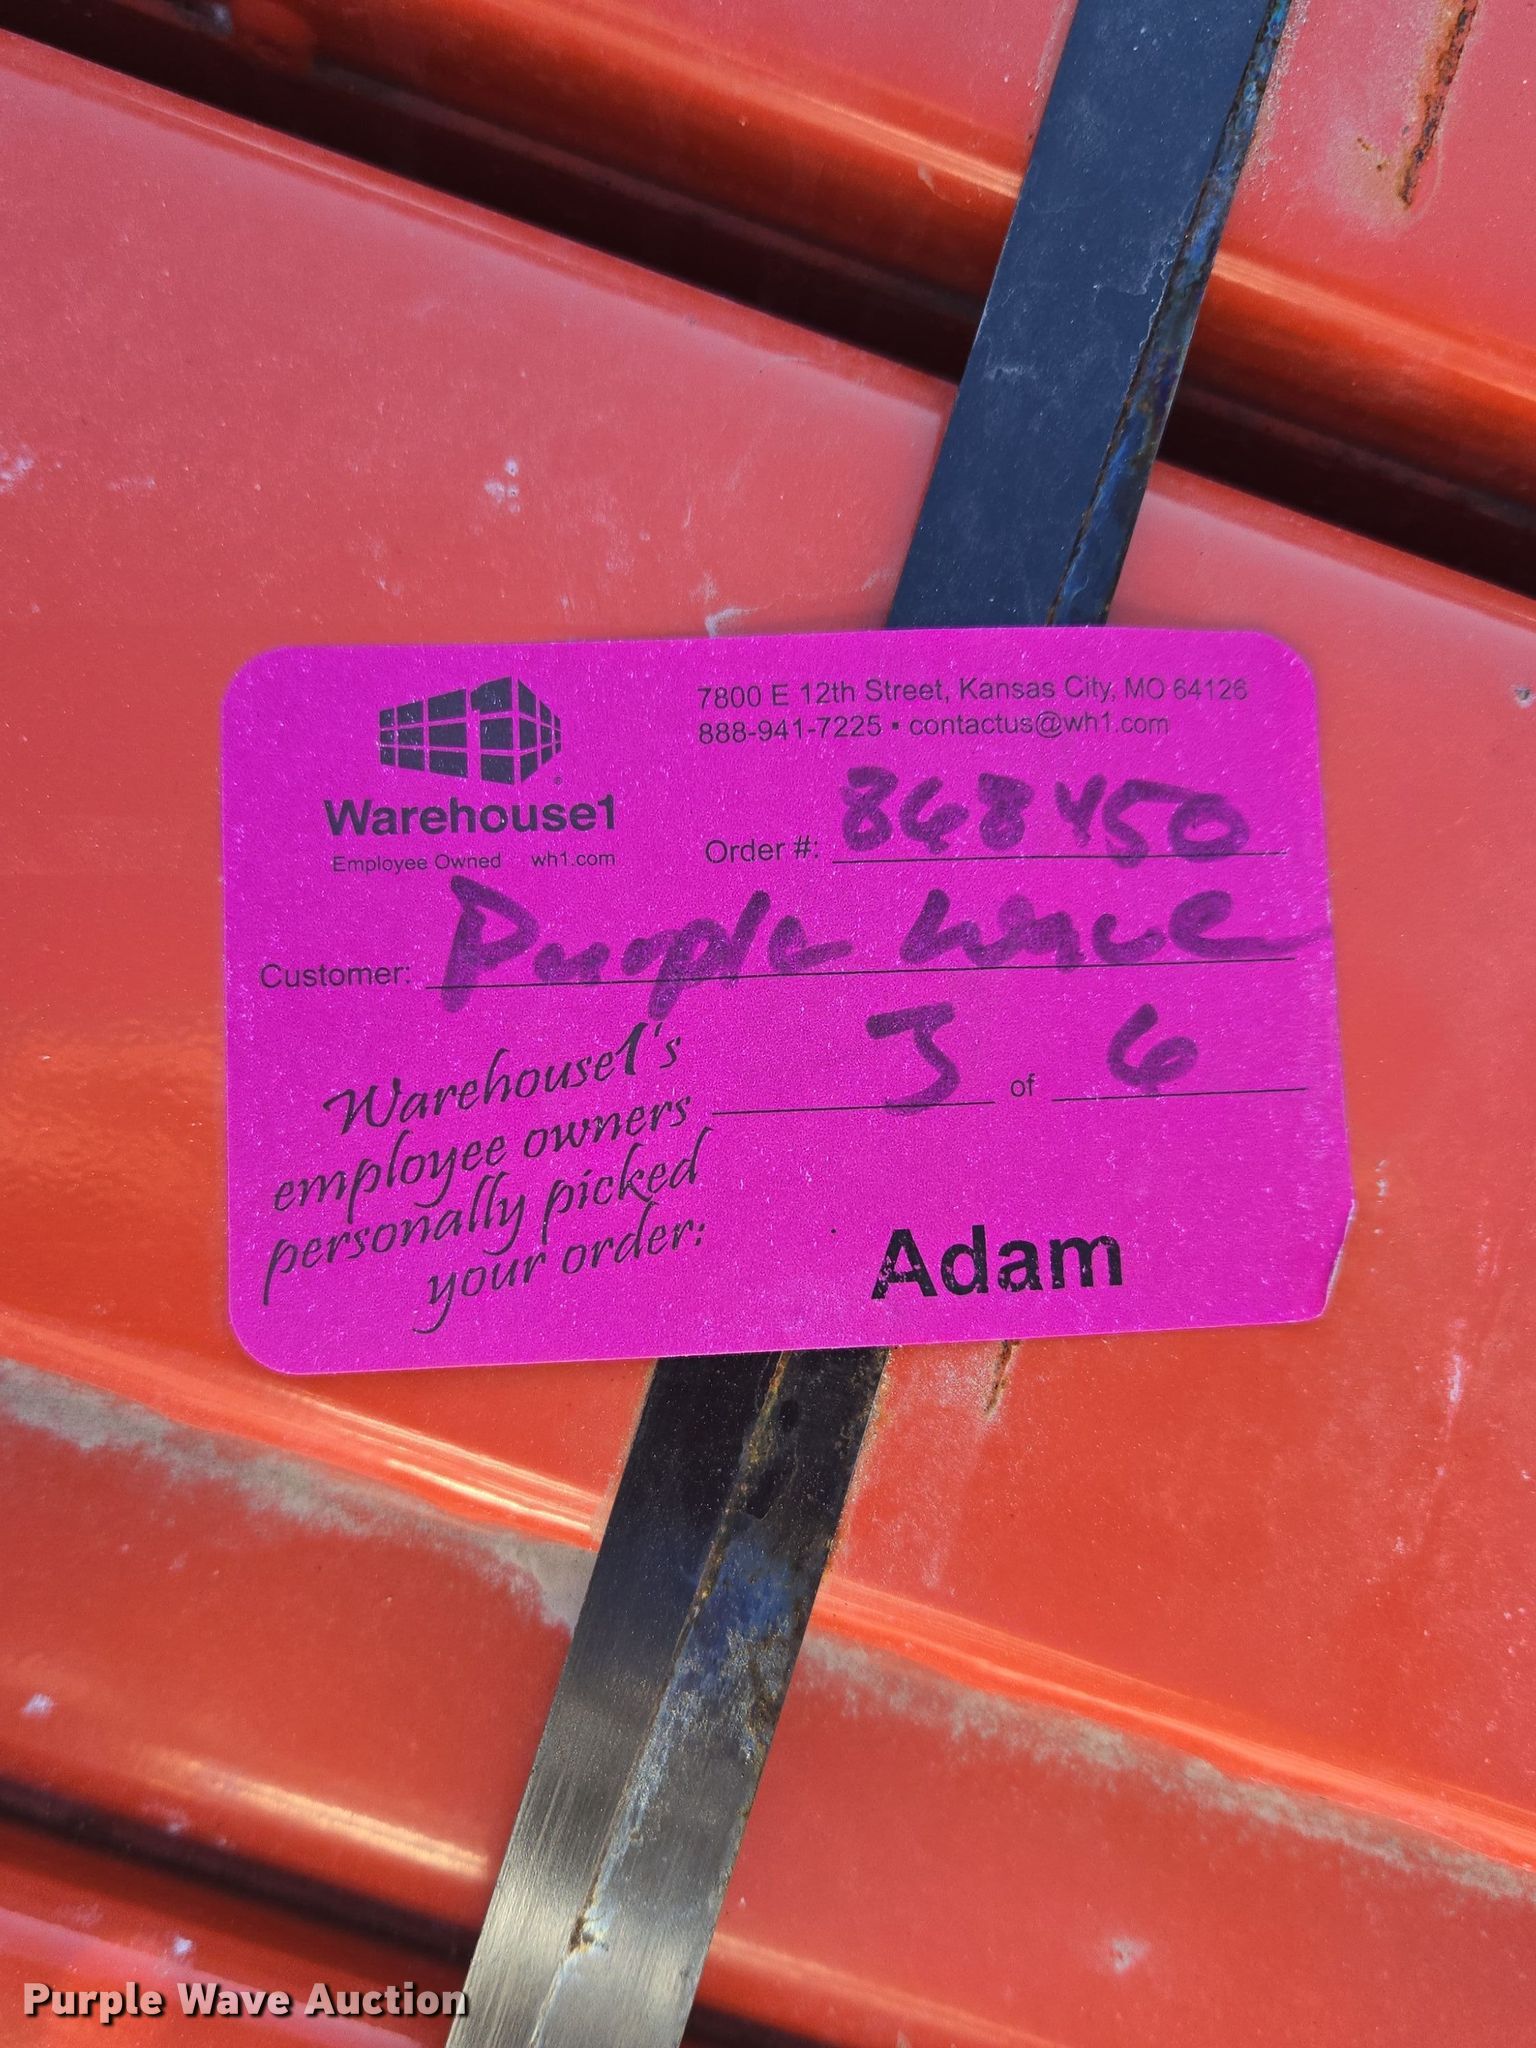 Warehouse1
Employee Owned wh1.com
7800 E 12th Street, Kansas City, MO 64126
888-941-7225 • contactus@wh1.com
Order #: 868450
Customer: Purple Wave
3 of 6
Warehouse1's
employee owners
personally picked
your order:
Adam
Purple Wave Auction